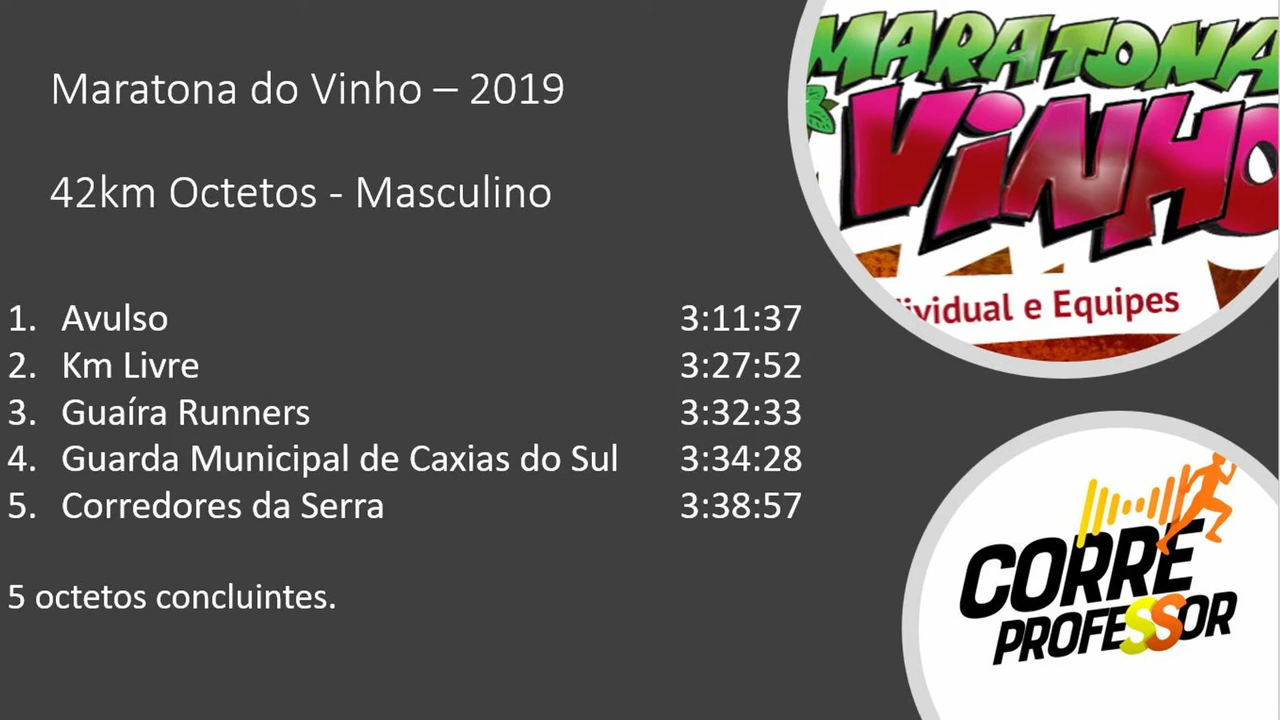 Maratona do Vinho – 2019
42km Octetos - Masculino
1. Avulso 3:11:37
2. Km Livre 3:27:52
3. Guaíra Runners 3:32:33
4. Guarda Municipal de Caxias do Sul 3:34:28
5. Corredores da Serra 3:38:57
5 octetos concluintes.
MARATONA
VINHO
ividual e Equipes
CORRE
PROFESSOR